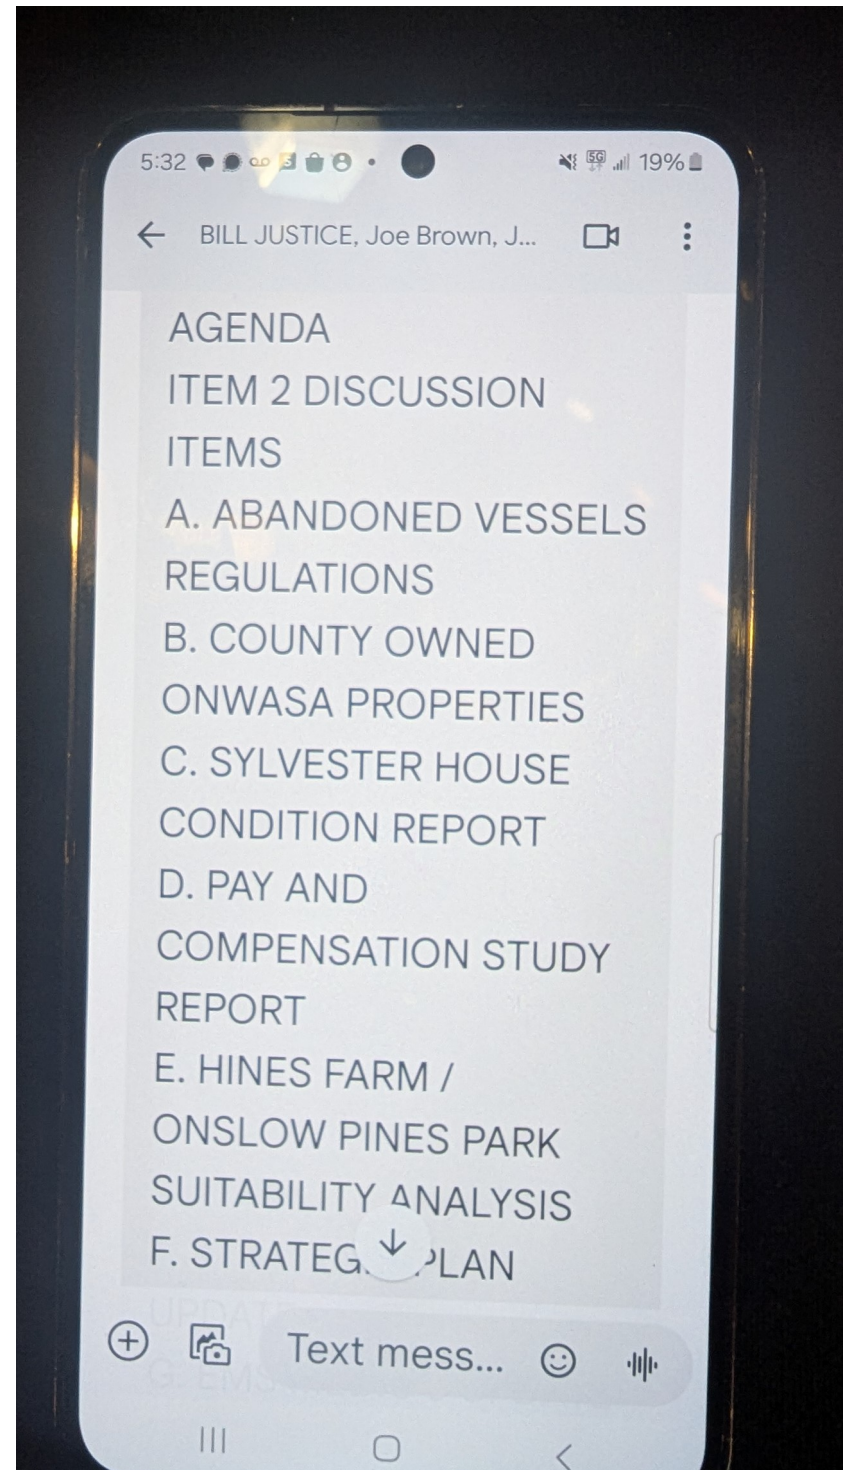 5:32 5G 19%
BILL JUSTICE, Joe Brown, J...
AGENDA
ITEM 2 DISCUSSION
ITEMS
A. ABANDONED VESSELS
REGULATIONS
B. COUNTY OWNED
ONWASA PROPERTIES
C. SYLVESTER HOUSE
CONDITION REPORT
D. PAY AND
COMPENSATION STUDY
REPORT
E. HINES FARM /
ONSLOW PINES PARK
SUITABILITY ANALYSIS
F. PLAN
Text mess...
G. EMS